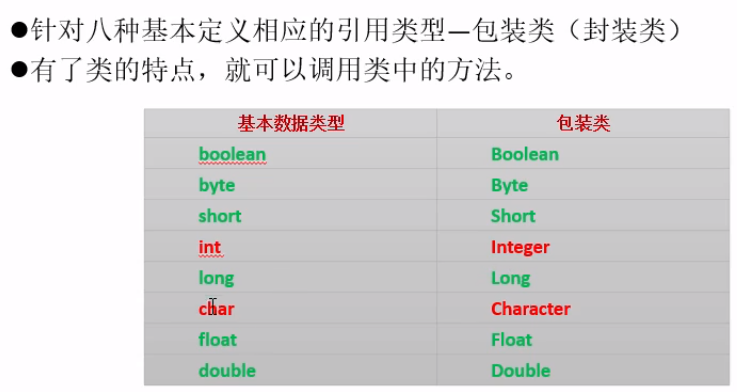 ●针对八种基本定义相应的引用类型—包装类（封装类）
●有了类的特点，就可以调用类中的方法。
基本数据类型 包装类
boolean Boolean
byte Byte
short Short
int Integer
long Long
char Character
float Float
double Double